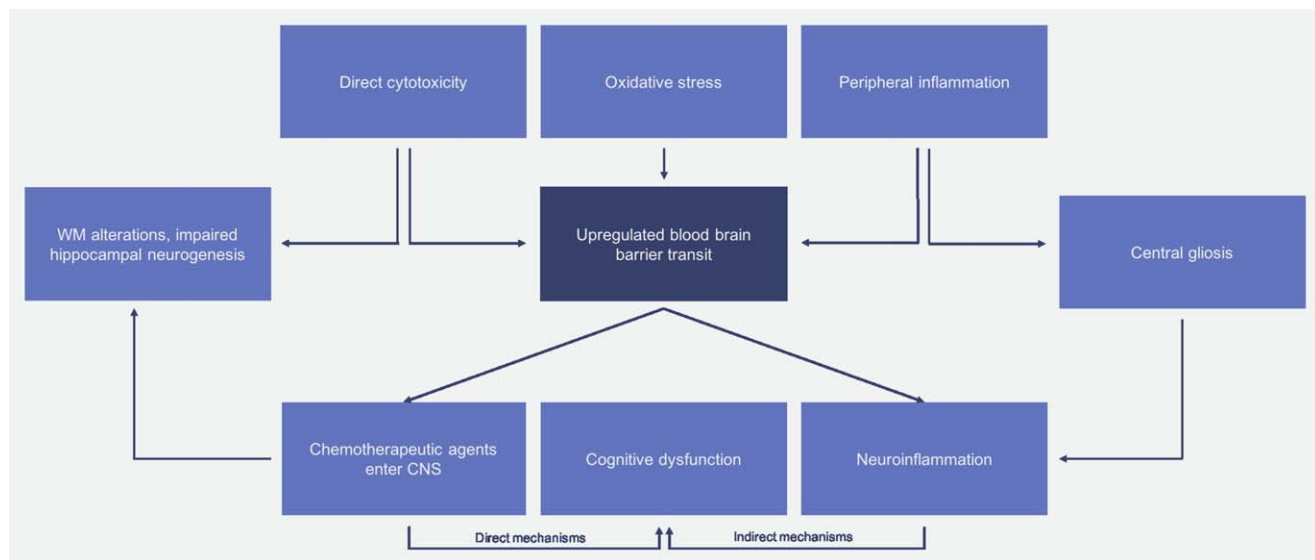 Direct cytotoxicity
Oxidative stress
Peripheral inflammation
WM alterations, impaired
hippocampal neurogenesis
Upregulated blood brain
barrier transit
Central gliosis
Chemotherapeutic agents
enter CNS
Cognitive dysfunction
Neuroinflammation
Direct mechanisms
Indirect mechanisms